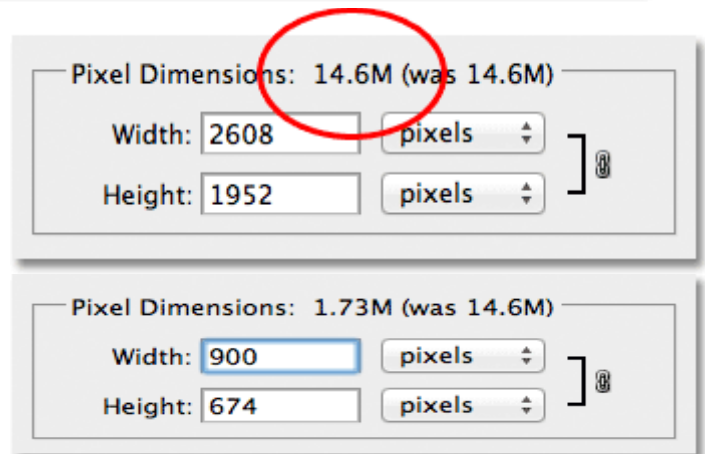 Pixel Dimensions: 14.6M (was 14.6M)
Width: 2608 pixels
Height: 1952 pixels
Pixel Dimensions: 1.73M (was 14.6M)
Width: 900 pixels
Height: 674 pixels